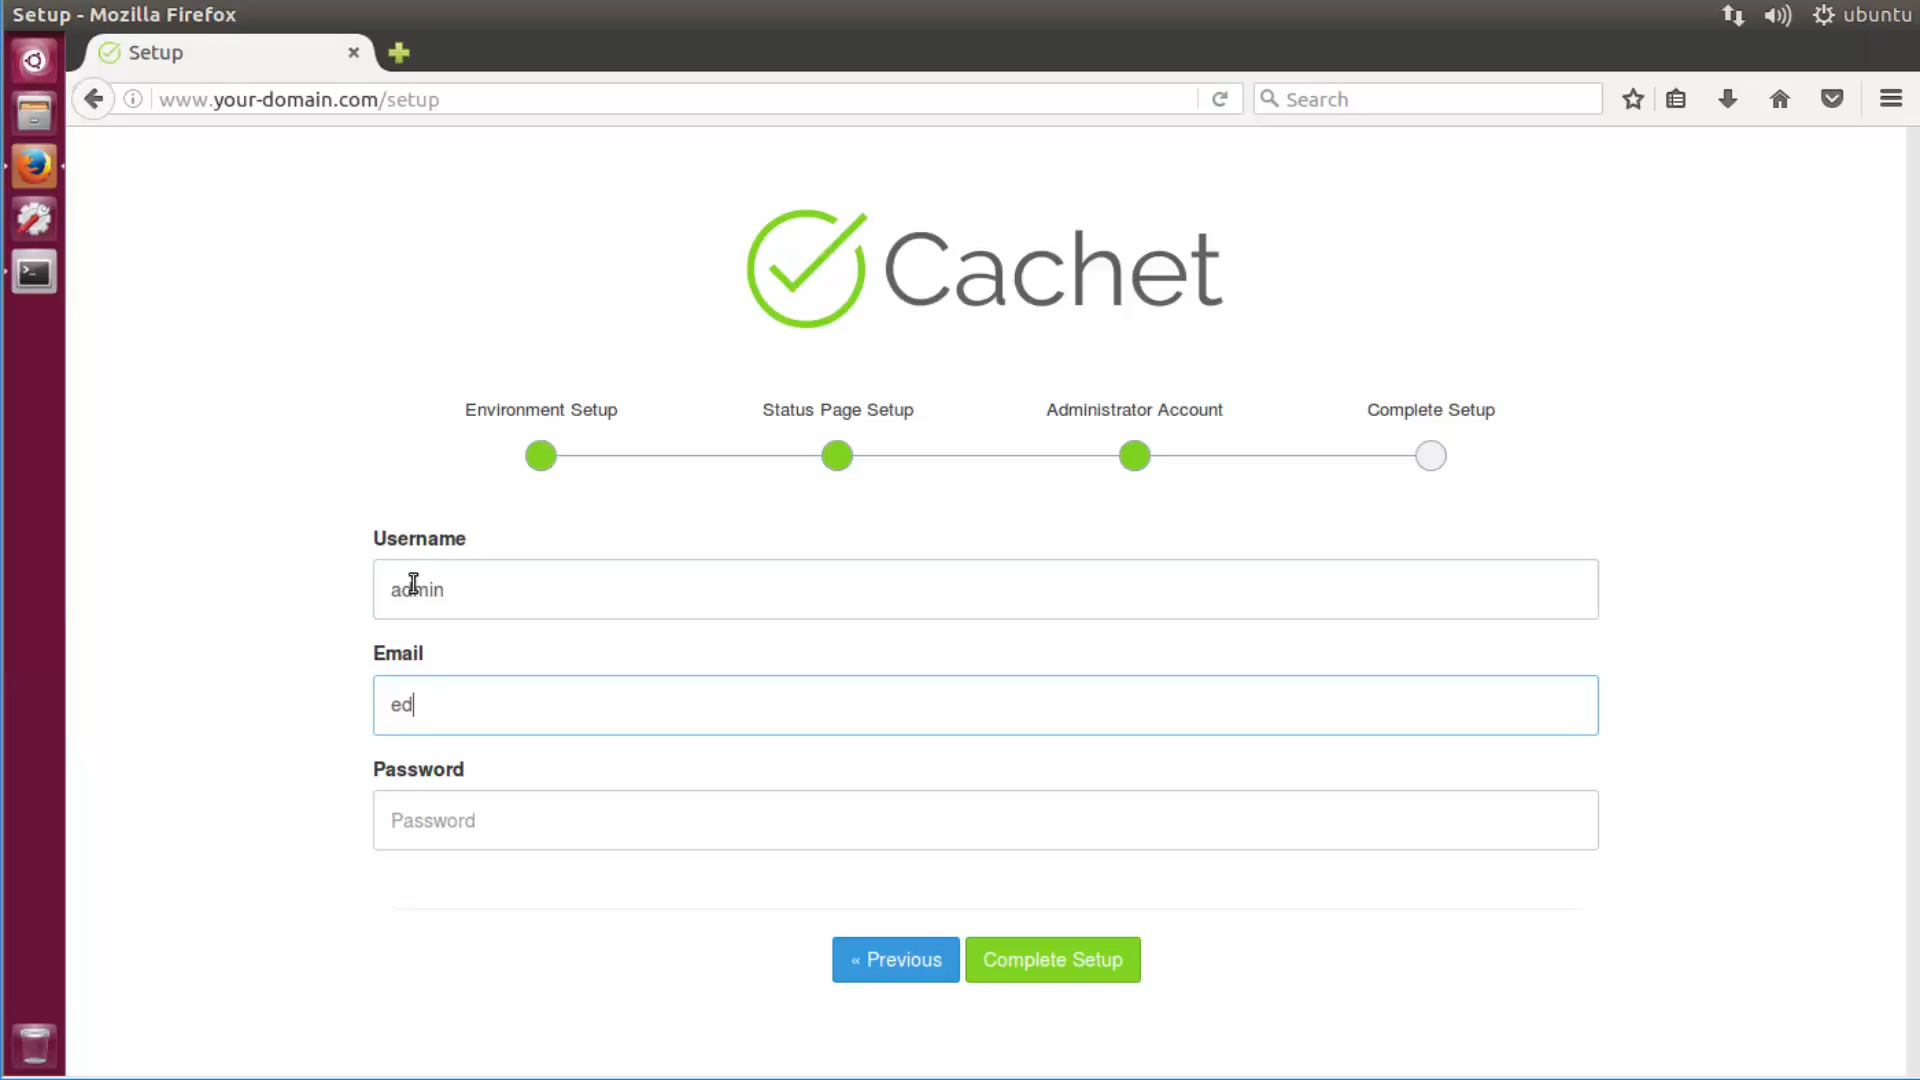 Setup - Mozilla Firefox
ubuntu
Setup
www.your-domain.com/setup
Search
Cachet
Environment Setup
Status Page Setup
Administrator Account
Complete Setup
Username
admin
Email
ed
Password
Password
« Previous
Complete Setup